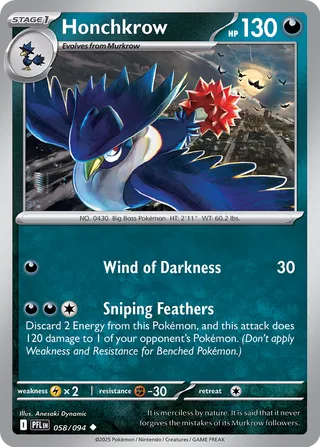 STAGE 1
Honchkrow
HP 130
Evolves from Murkrow
NO. 0430 Big Boss Pokémon HT: 2'11" WT: 60.2 lbs.
Wind of Darkness 30
Sniping Feathers
Discard 2 Energy from this Pokémon, and this attack does
120 damage to 1 of your opponent's Pokémon. (Don't apply
Weakness and Resistance for Benched Pokémon.)
weakness ×2 resistance -30 retreat
Illus. Anesaki Dynamic
I PFL EN 058/094
It is merciless by nature. It is said that it never
forgives the mistakes of its Murkrow followers.
©2025 Pokémon / Nintendo / Creatures / GAME FREAK